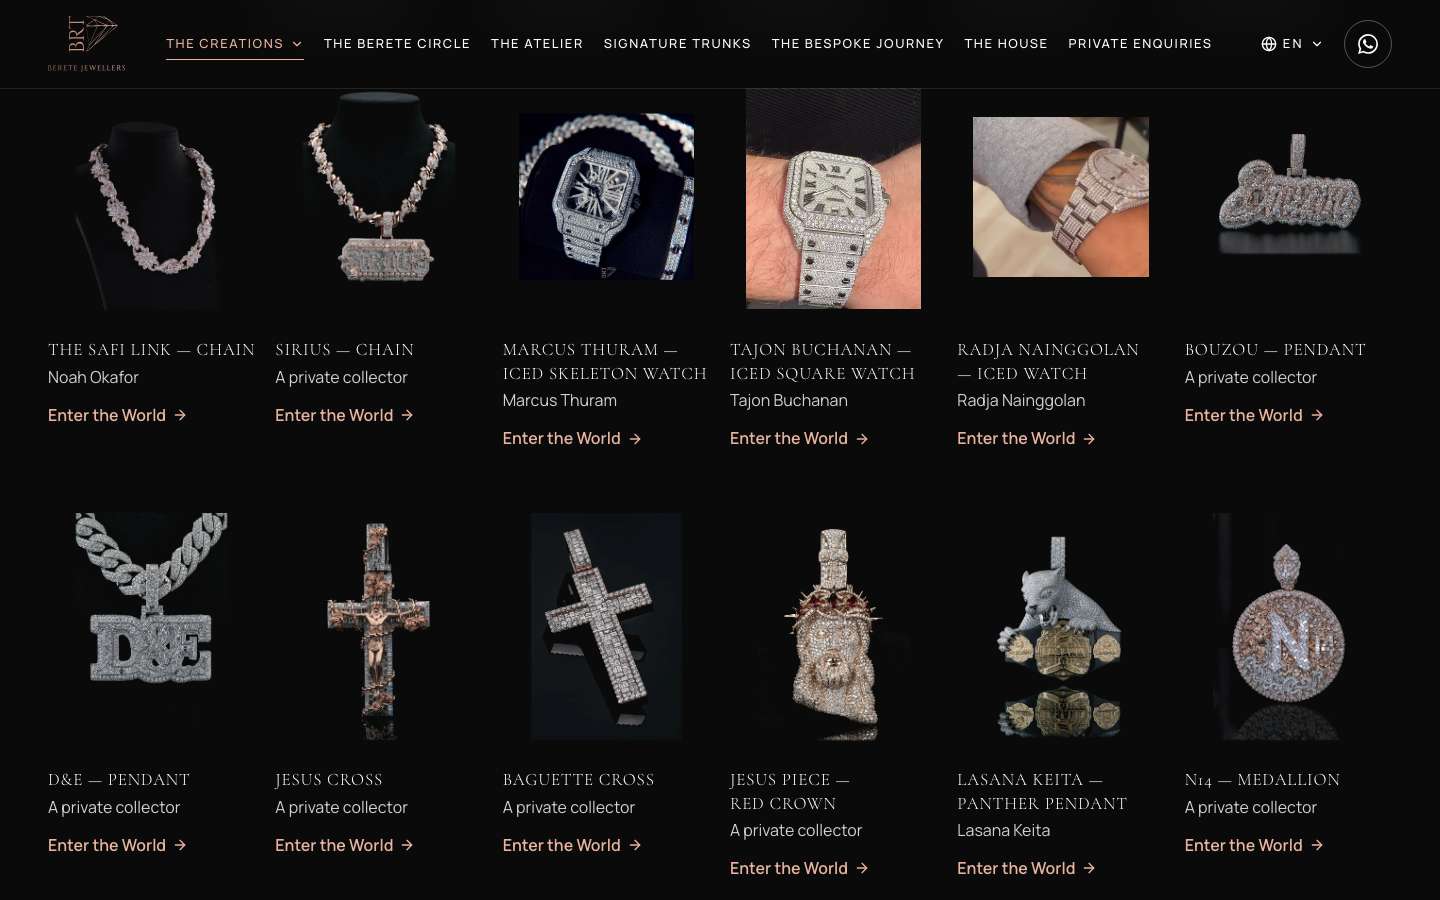 BRT
BERETE JEWELLERS
THE CREATIONS
THE BERETE CIRCLE
THE ATELIER
SIGNATURE TRUNKS
THE BESPOKE JOURNEY
THE HOUSE
PRIVATE ENQUIRIES
EN
THE SAFI LINK — CHAIN
Noah Okafor
Enter the World →
SIRIUS — CHAIN
A private collector
Enter the World →
MARCUS THURAM —
ICED SKELETON WATCH
Marcus Thuram
Enter the World →
TAJON BUCHANAN —
ICED SQUARE WATCH
Tajon Buchanan
Enter the World →
RADJA NAINGGOLAN
— ICED WATCH
Radja Nainggolan
Enter the World →
BOUZOU — PENDANT
A private collector
Enter the World →
D&E
D&E — PENDANT
A private collector
Enter the World →
JESUS CROSS
A private collector
Enter the World →
BAGUETTE CROSS
A private collector
Enter the World →
JESUS PIECE —
RED CROWN
A private collector
Enter the World →
LASANA KEITA —
PANTHER PENDANT
Lasana Keita
Enter the World →
N14 — MEDALLION
A private collector
Enter the World →